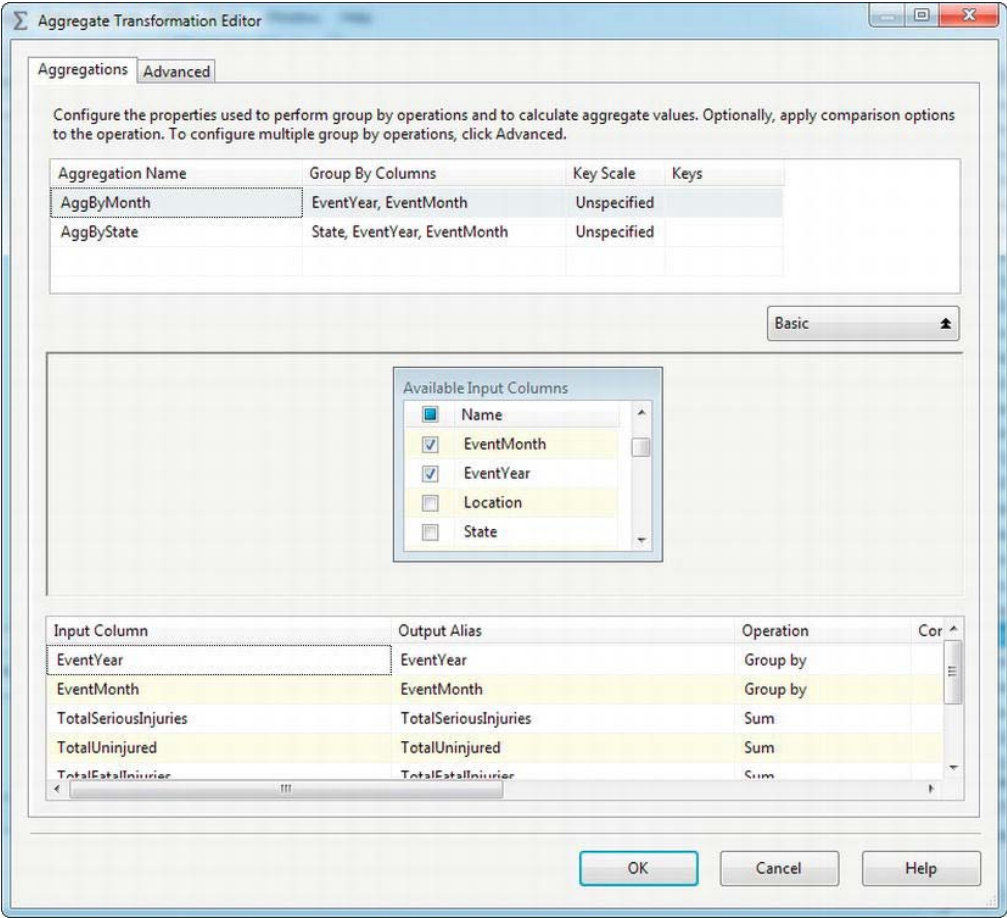 Aggregate Transformation Editor
Aggregations Advanced
Configure the properties used to perform group by operations and to calculate aggregate values. Optionally, apply comparison options
to the operation. To configure multiple group by operations, click Advanced.
Aggregation Name Group By Columns Key Scale Keys
AggByMonth EventYear, EventMonth Unspecified
AggByState State, EventYear, EventMonth Unspecified
Basic
Available Input Columns
Name
EventMonth
EventYear
Location
State
Input Column Output Alias Operation Cor
EventYear EventYear Group by
EventMonth EventMonth Group by
TotalSeriousInjuries TotalSeriousInjuries Sum
TotalUninjured TotalUninjured Sum
TotalFatalInjuries TotalFatalInjuries Sum
OK Cancel Help